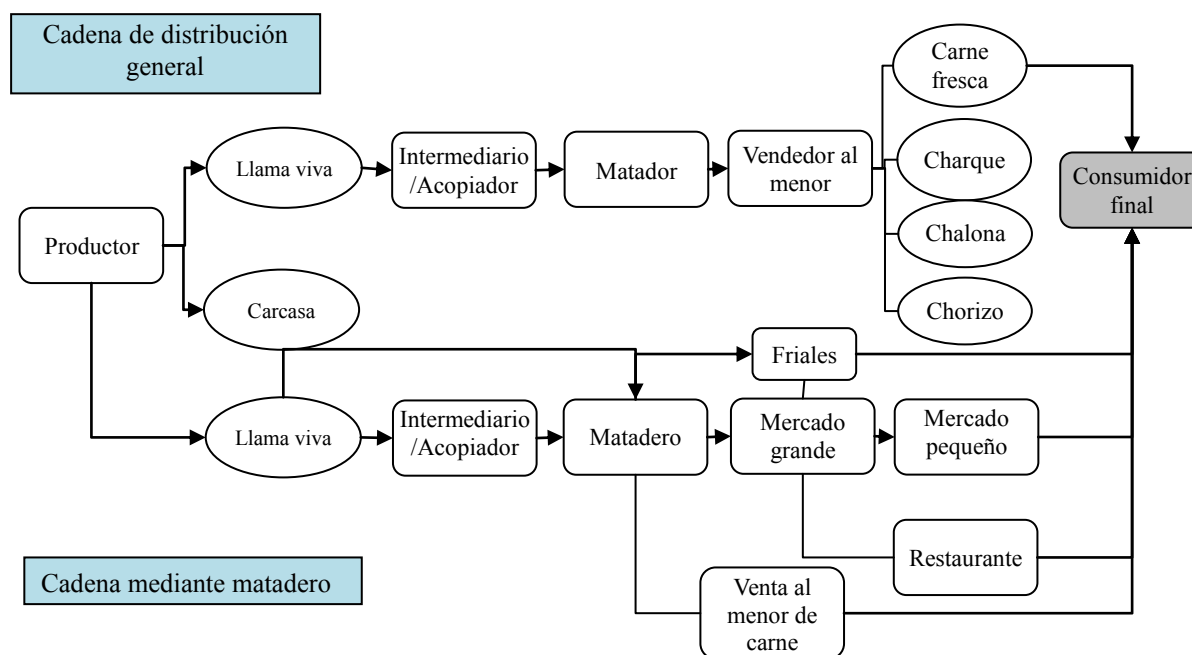 Cadena de distribución
general
Carne
fresca
Llama viva
Intermediario
/Acopiador
Matador
Vendedor al
menor
Charque
Consumidor
final
Productor
Chalona
Carcasa
Chorizo
Friales
Llama viva
Intermediario
/Acopiador
Matadero
Mercado
grande
Mercado
pequeño
Restaurante
Cadena mediante matadero
Venta al
menor de
carne